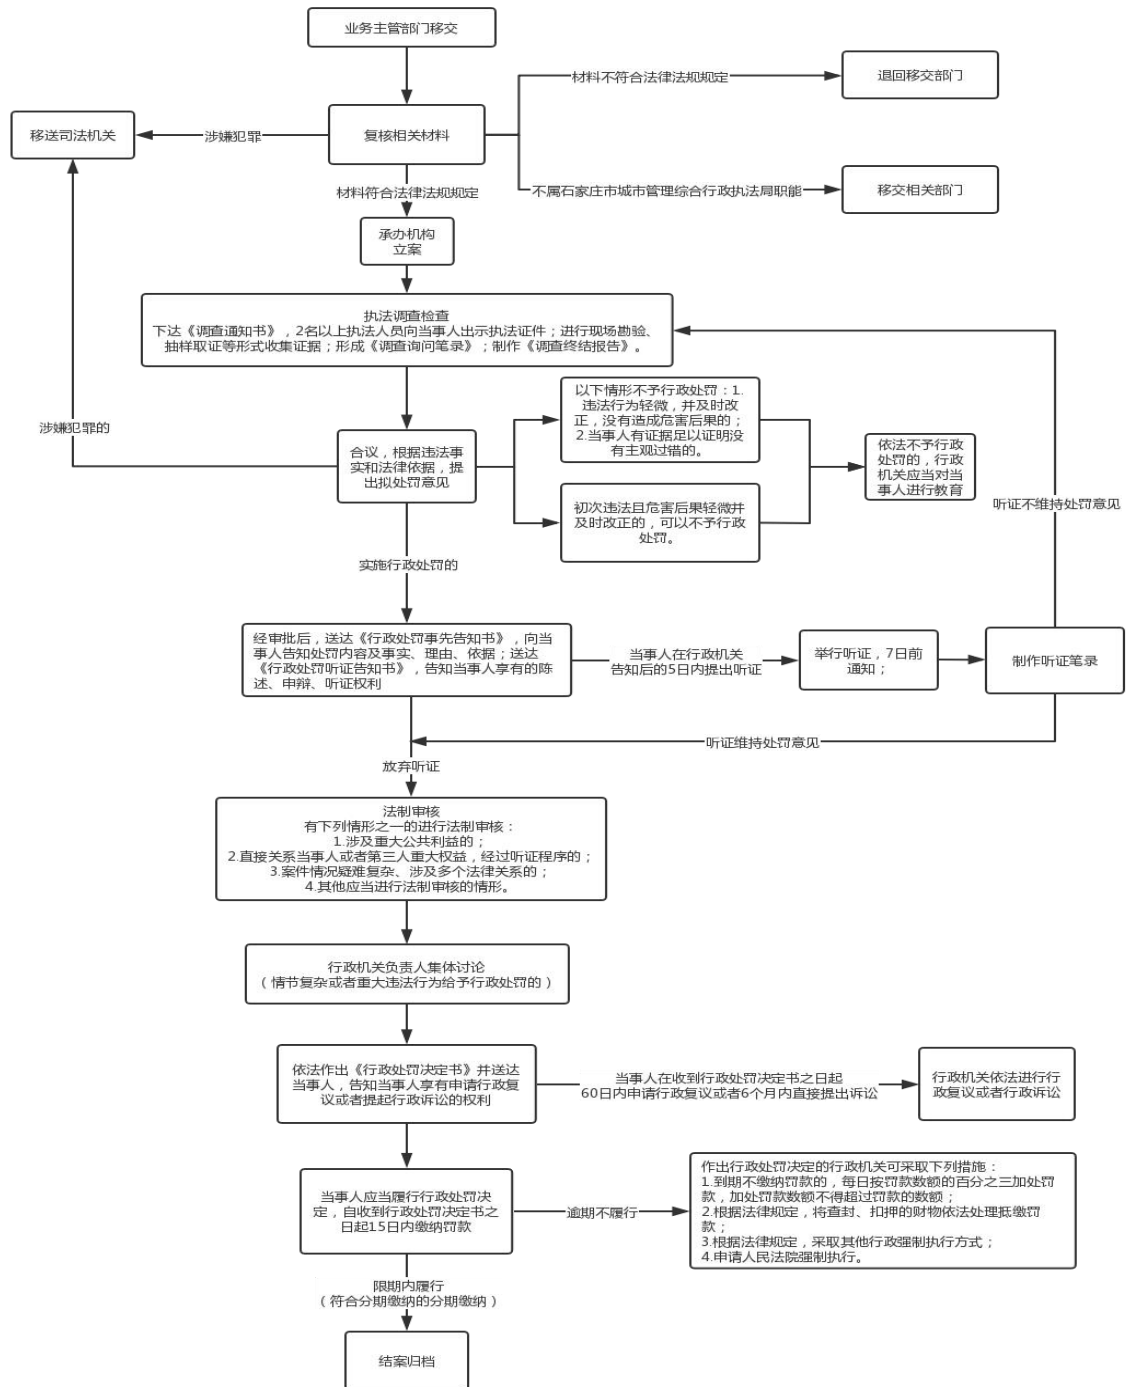 业务主管部门移交
材料不符合法律法规规定
退回移交部门
移送司法机关
涉嫌犯罪
复核相关材料
材料符合法律法规规定
不属石家庄市城市管理综合行政执法局职能
移交相关部门
承办机构
立案
执法调查检查
下达《调查通知书》，2名以上执法人员向当事人出示执法证件；进行现场勘验、
抽样取证等形式收集证据；形成《调查询问笔录》；制作《调查终结报告》。
以下情形不予行政处罚：1.
违法行为轻微，并及时改
正，没有造成危害后果的；
2.当事人有证据足以证明没
有主观过错的。
涉嫌犯罪的
合议，根据违法事
实和法律依据，提
出拟处罚意见
依法不予行政
处罚的，行政
机关应当对当
事人进行教育
初次违法且危害后果轻微并
及时改正的，可以不予行政
处罚。
听证不维持处罚意见
实施行政处罚的
经审批后，送达《行政处罚事先告知书》，向当
事人告知处罚内容及事实、理由、依据；送达
《行政处罚听证告知书》，告知当事人享有的陈
述、申辩、听证权利
当事人在行政机关
告知后的5日内提出听证
举行听证，7日前
通知；
制作听证笔录
听证维持处罚意见
放弃听证
法制审核
有下列情形之一的进行法制审核：
1.涉及重大公共利益的；
2.直接关系当事人或者第三人重大权益，经过听证程序的；
3.案件情况疑难复杂、涉及多个法律关系的；
4.其他应当进行法制审核的情形。
行政机关负责人集体讨论
（情节复杂或者重大违法行为给予行政处罚的）
依法作出《行政处罚决定书》并送达
当事人，告知当事人享有申请行政复
议或者提起行政诉讼的权利
当事人在收到行政处罚决定书之日起
60日内申请行政复议或者6个月内直接提出诉讼
行政机关依法进行行
政复议或者行政诉讼
当事人应当履行行政处罚决
定，自收到行政处罚决定书之
日起15日内缴纳罚款
逾期不履行
作出行政处罚决定的行政机关可采取下列措施：
1.到期不缴纳罚款的，每日按罚款数额的百分之三加处罚
款，加处罚款数额不得超过罚款的数额；
2.根据法律规定，将查封、扣押的财物依法处理抵缴罚
款；
3.根据法律规定，采取其他行政强制执行方式；
4.申请人民法院强制执行。
限期内履行
（符合分期缴纳的分期缴纳）
结案归档